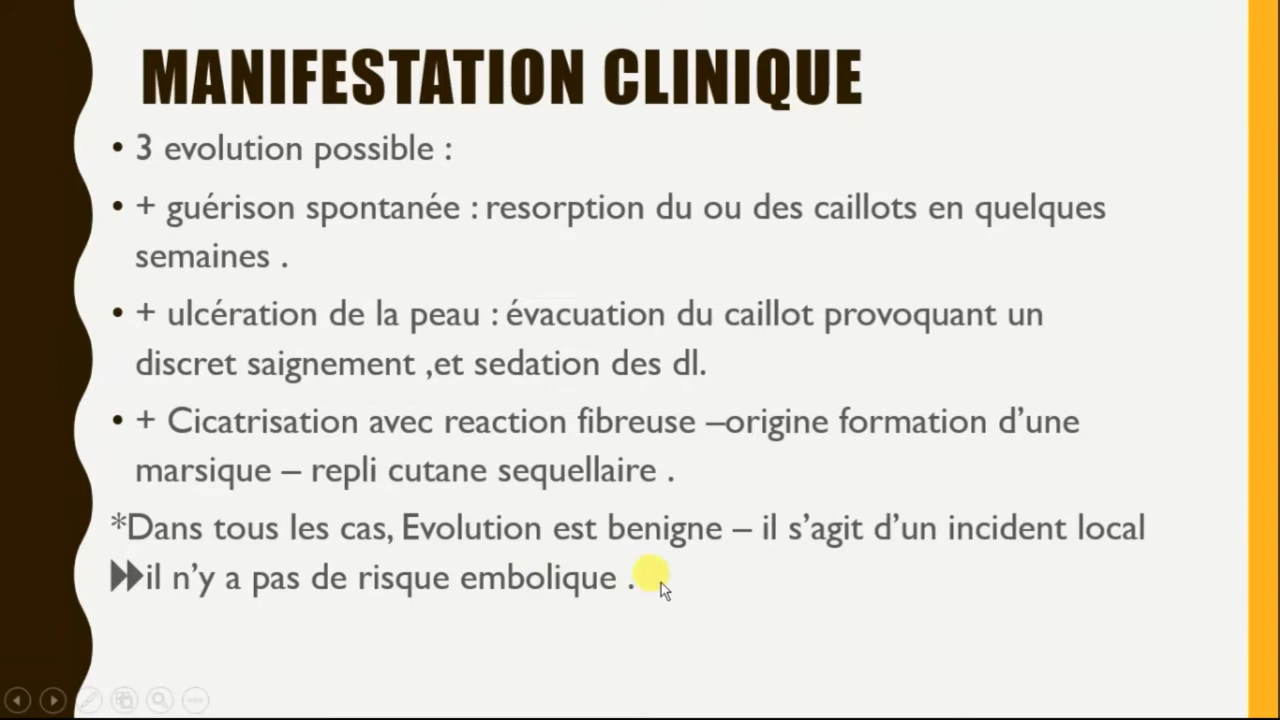 MANIFESTATION CLINIQUE
• 3 evolution possible :
• + guérison spontanée : resorption du ou des caillots en quelques
semaines .
• + ulcération de la peau : évacuation du caillot provoquant un
discret saignement ,et sedation des dl.
• + Cicatrisation avec reaction fibreuse –origine formation d’une
marsique – repli cutane sequellaire .
*Dans tous les cas, Evolution est benigne – il s’agit d’un incident local
il n’y a pas de risque embolique .